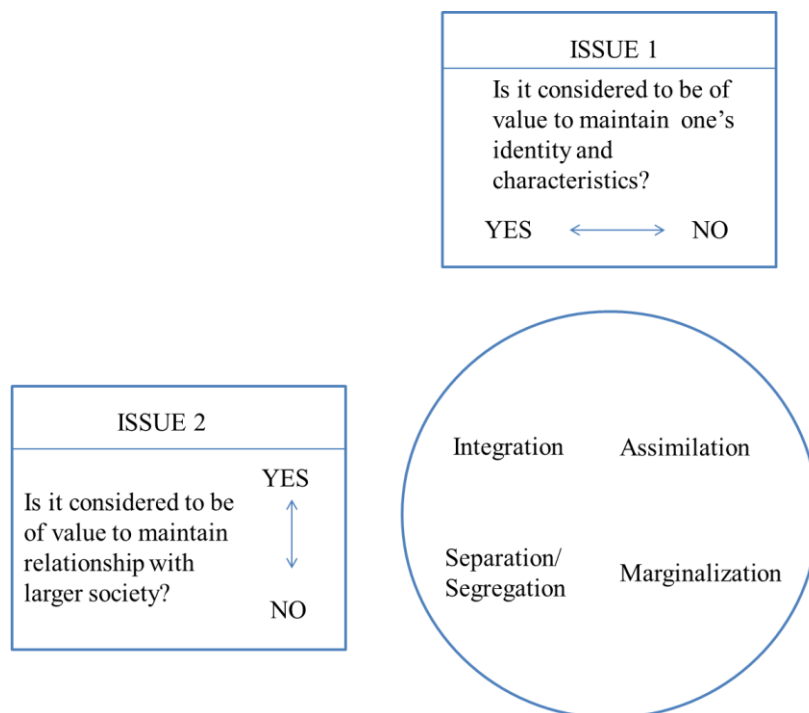 ISSUE 1
Is it considered to be of
value to maintain one’s
identity and
characteristics?
YES NO
ISSUE 2
YES
Is it considered to be
of value to maintain
relationship with
larger society?
NO
Integration Assimilation
Separation/
Segregation
Marginalization